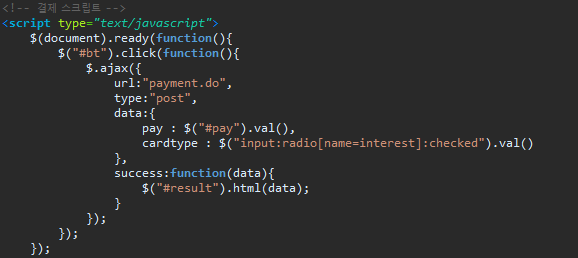 <!-- 결제 스크립트 -->
<script type="text/javascript">
    $(document).ready(function(){
        $("#bt").click(function(){
            $.ajax({
                url:"payment.do",
                type:"post",
                data:{
                    pay : $("#pay").val(),
                    cardtype : $("input:radio[name=interest]:checked").val()
                },
                success:function(data){
                    $("#result").html(data);
                }
            });
        });
    });